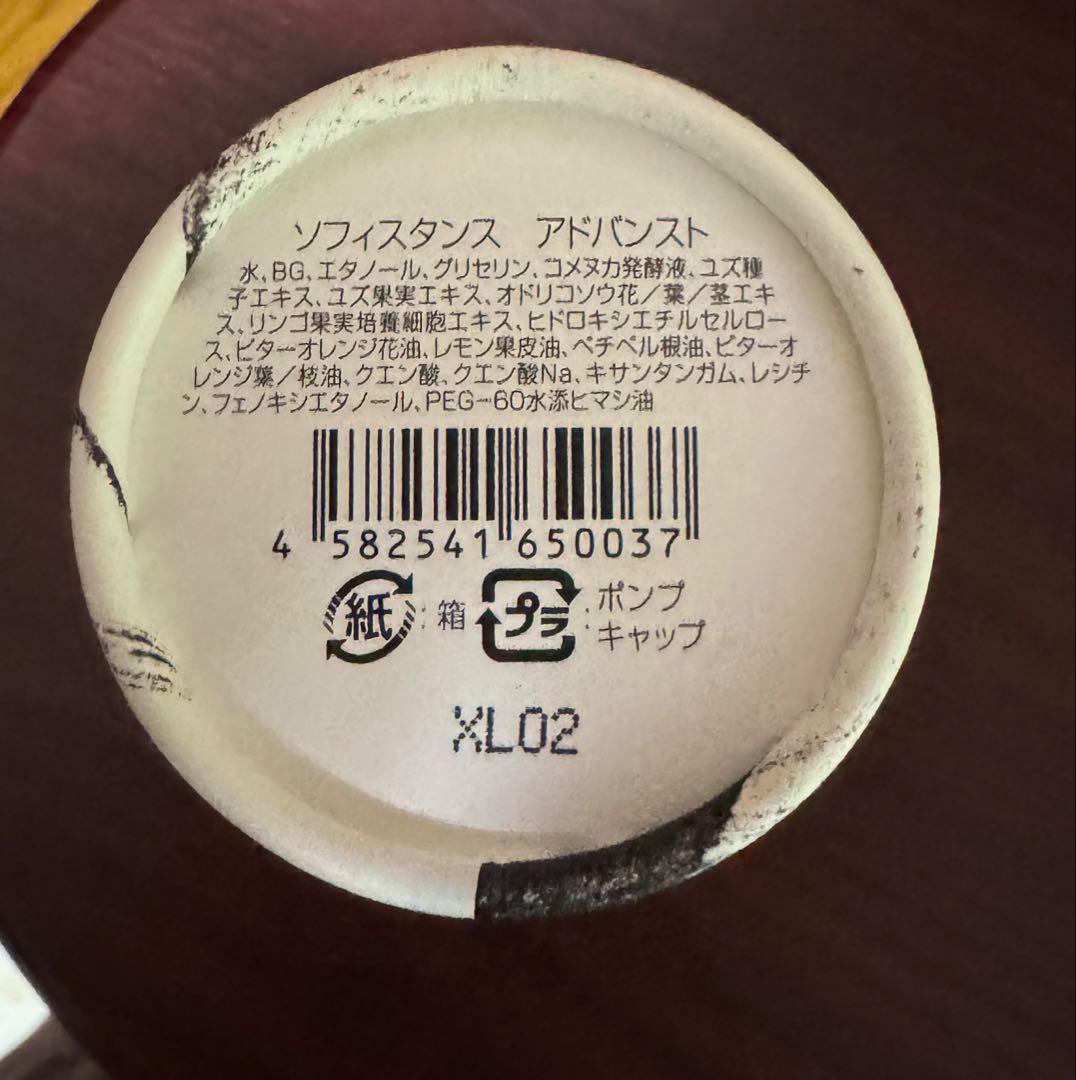 ソフィスタンス　アドバンスト
水、BG、エタノール、グリセリン、コメヌカ発酵液、ユズ種
子エキス、ユズ果実エキス、オドリコソウ花／葉／茎エキ
ス、リンゴ果実培養細胞エキス、ヒドロキシエチルセルロー
ス、ビターオレンジ花油、レモン果皮油、ベチベル根油、ビターオ
レンジ葉／枝油、クエン酸、クエン酸Na、キサンタンガム、レシチ
ン、フェノキシエタノール、PEG-60水添ヒマシ油
4 582541 650037
紙 : 箱 プラ : ポンプ
キャップ
XL02